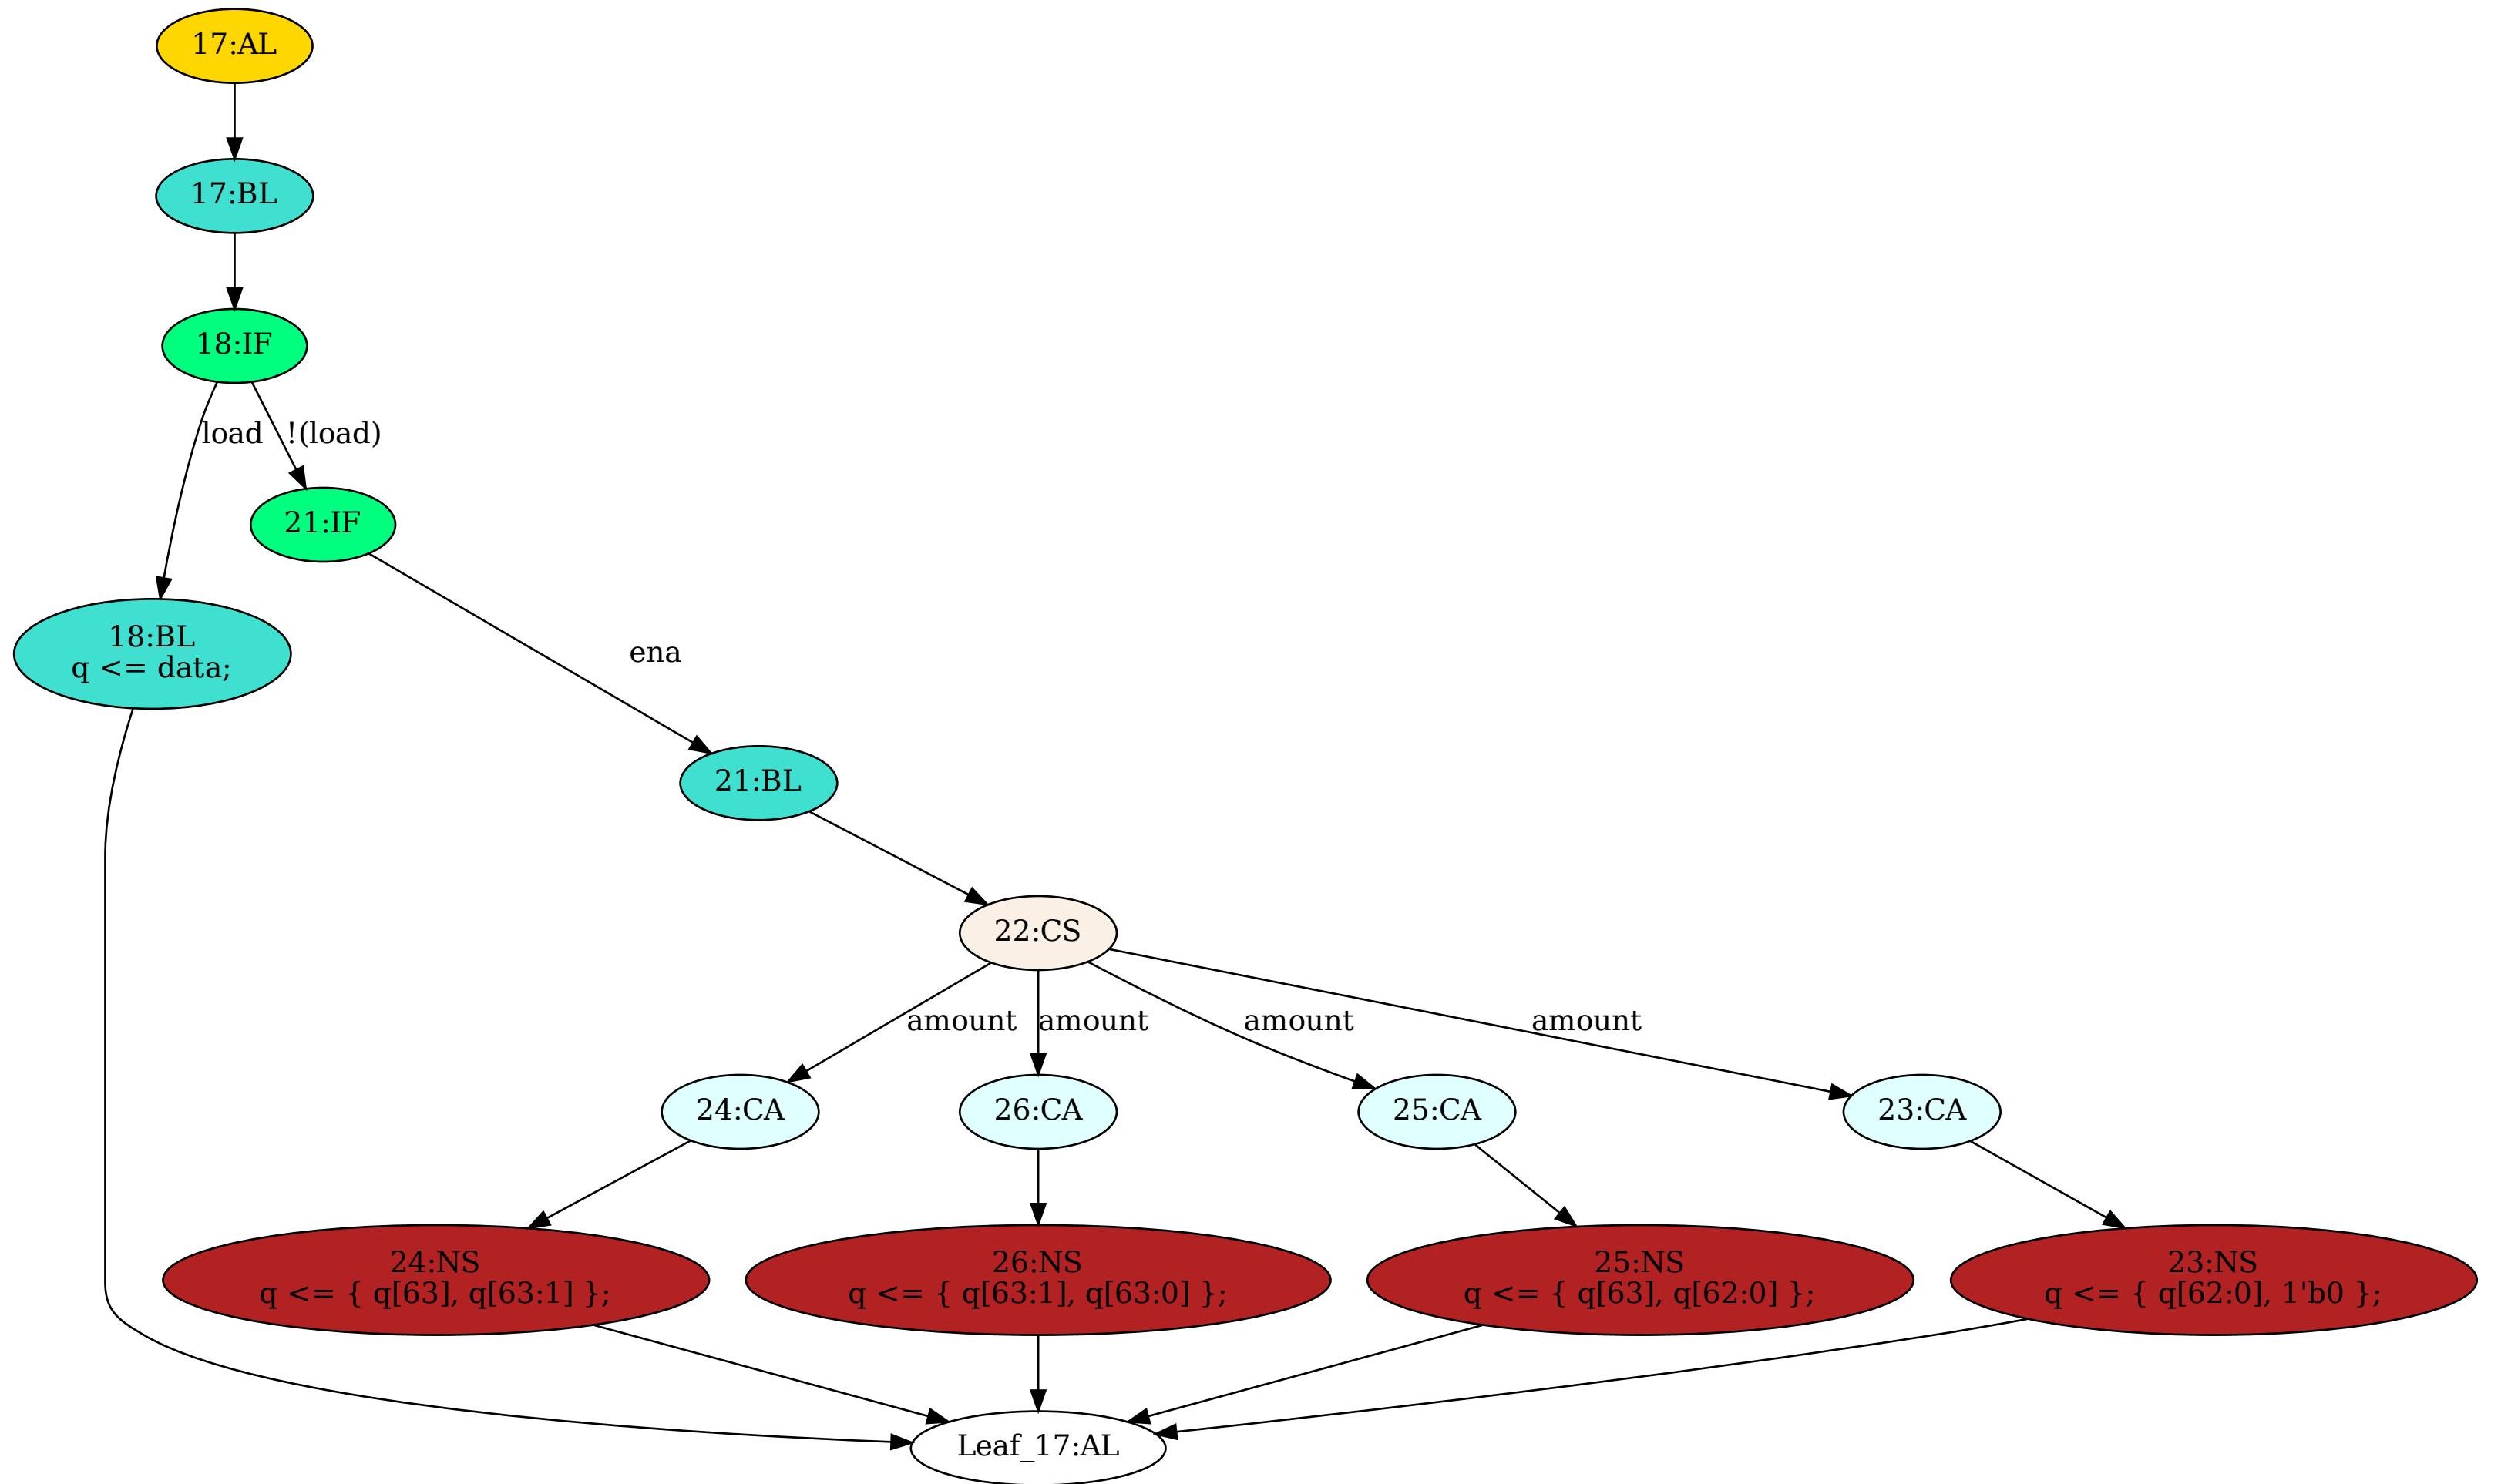 17:AL
17:BL
18:IF
load
!(load)
21:IF
18:BL
q <= data;
ena
21:BL
22:CS
amount
amount
amount
amount
24:CA
26:CA
25:CA
23:CA
24:NS
q <= { q[63], q[63:1] };
26:NS
q <= { q[63:1], q[63:0] };
25:NS
q <= { q[63], q[62:0] };
23:NS
q <= { q[62:0], 1'b0 };
Leaf_17:AL